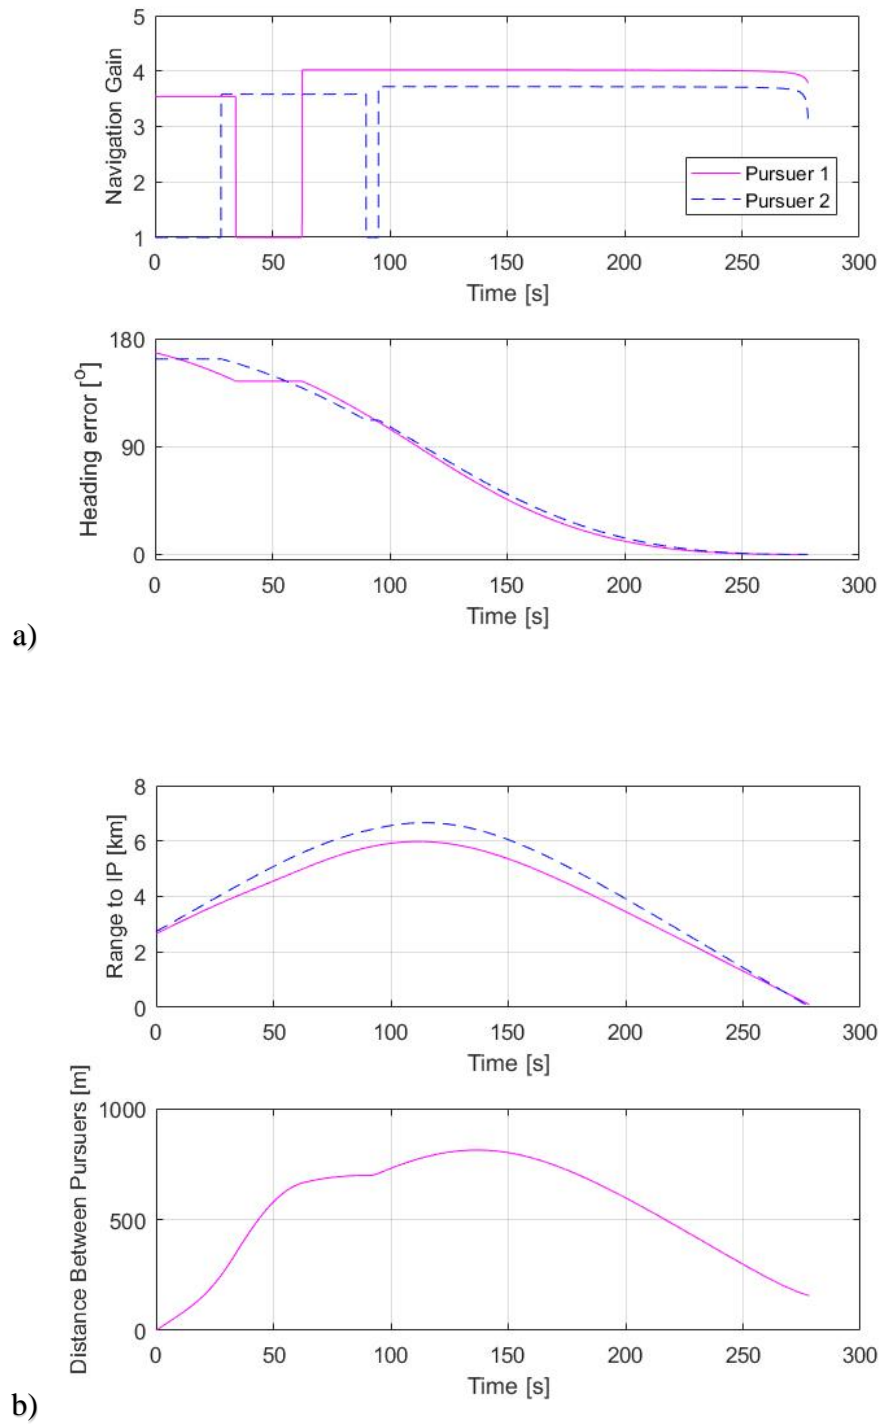 5
4
3
2
1
Navigation Gain
Pursuer 1
Pursuer 2
0 50 100 150 200 250 300
Time [s]
180
90
0
Heading error [o]
0 50 100 150 200 250 300
Time [s]
a)
8
6
4
2
0
Range to IP [km]
0 50 100 150 200 250 300
Time [s]
1000
500
0
Distance Between Pursuers [m]
0 50 100 150 200 250 300
Time [s]
b)